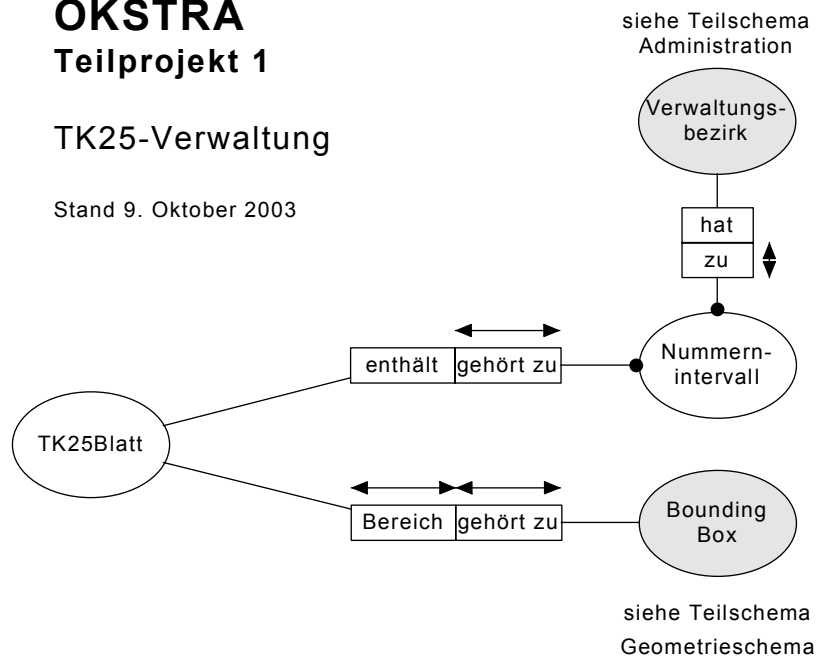 OKSTRA
Teilprojekt 1
TK25-Verwaltung
Stand 9. Oktober 2003
siehe Teilschema
Administration
Verwaltungs-
bezirk
hat
zu
enthält
gehört zu
Nummern-
intervall
TK25Blatt
Bereich
gehört zu
Bounding
Box
siehe Teilschema
Geometrieschema